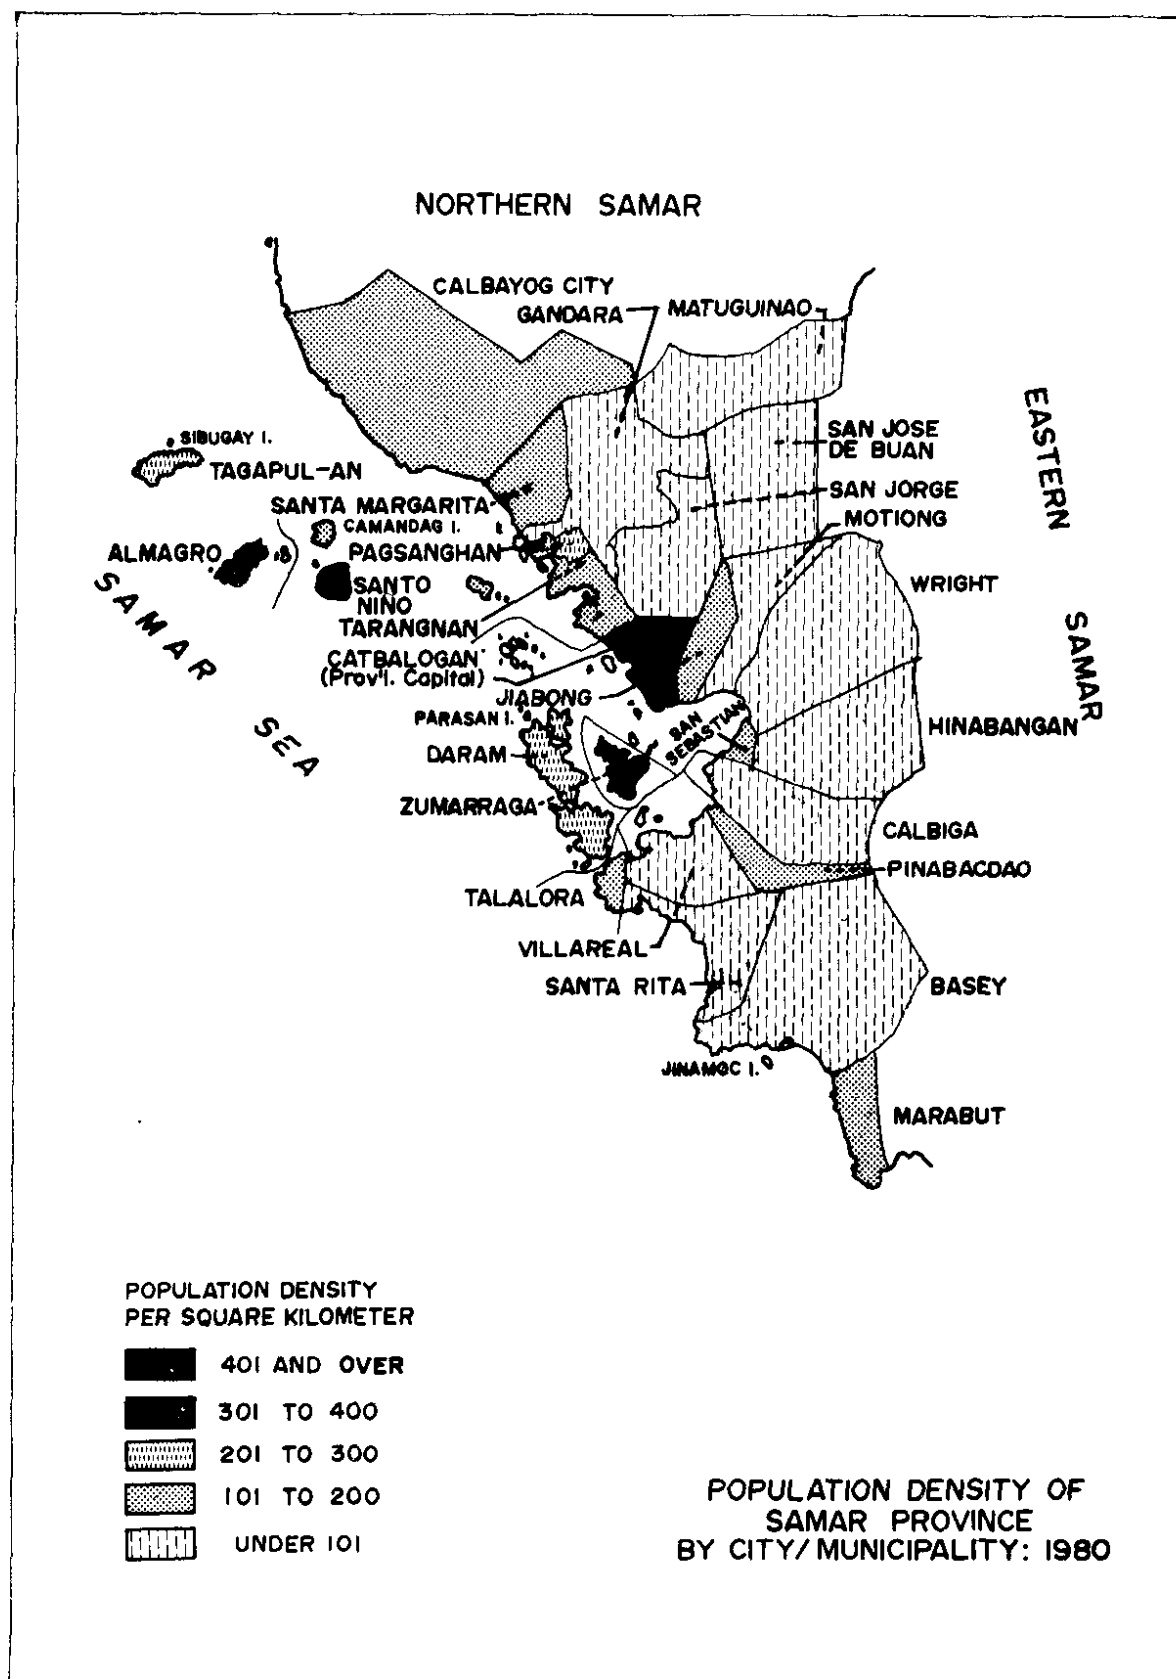 NORTHERN SAMAR
CALBAYOG CITY
GANDARA
MATUGUINAO
SAN JOSE
DE BUAN
SAN JORGE
MOTIONG
EASTERN SAMAR
SIBUGAY I.
TAGAPUL-AN
SANTA MARGARITA
CAMANDAG I.
ALMAGRO
PAGSANGHAN
WRIGHT
SANTO
NIÑO
TARANGNAN
SAMAR SEA
CATBALOGAN
(Prov'l. Capital)
JIABONG
PARASAN I.
SAN
SEBASTIAN
HINABANGAN
DARAM
ZUMARRAGA
CALBIGA
PINABACDAO
TALALORA
VILLAREAL
SANTA RITA
BASEY
JINAMOC I.
MARABUT
POPULATION DENSITY
PER SQUARE KILOMETER
401 AND OVER
301 TO 400
201 TO 300
101 TO 200
UNDER 101
POPULATION DENSITY OF
SAMAR PROVINCE
BY CITY/MUNICIPALITY: 1980